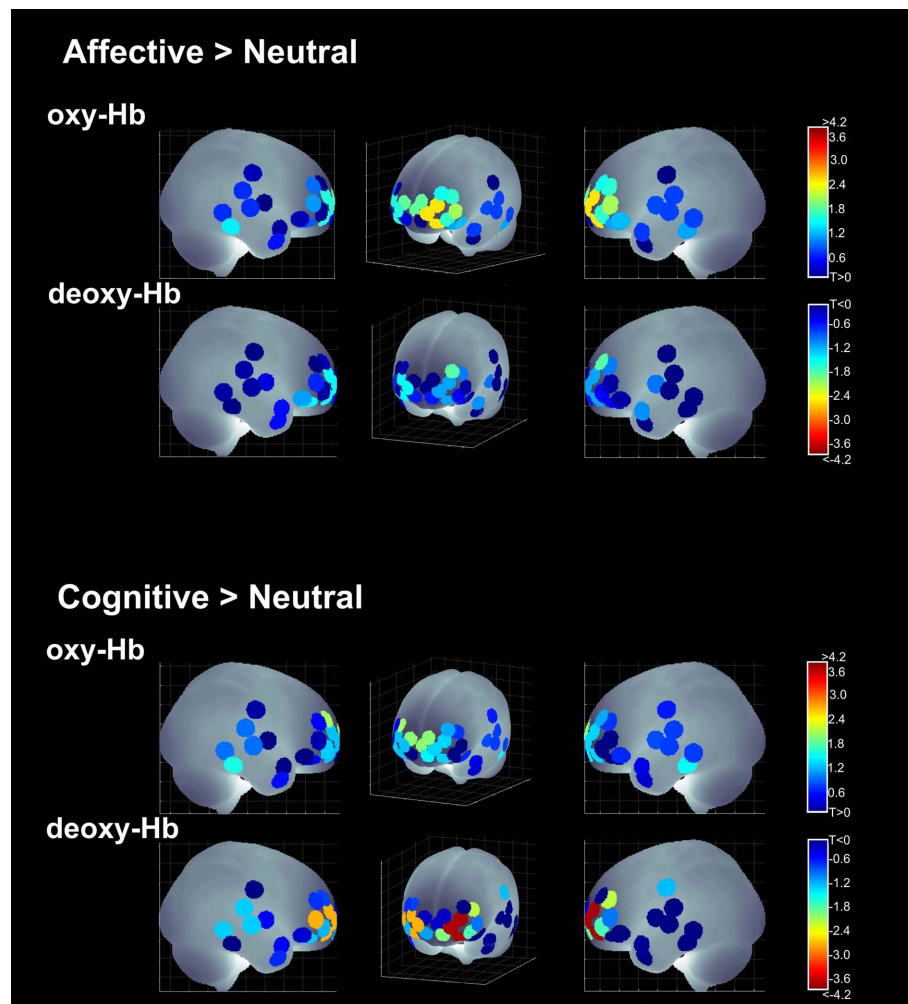 Affective > Neutral
oxy-Hb
>4.2
3.6
3.0
2.4
1.8
1.2
0.6
T>0
deoxy-Hb
T<0
-0.6
-1.2
-1.8
-2.4
-3.0
-3.6
<-4.2
Cognitive > Neutral
oxy-Hb
>4.2
3.6
3.0
2.4
1.8
1.2
0.6
T>0
deoxy-Hb
T<0
-0.6
-1.2
-1.8
-2.4
-3.0
-3.6
<-4.2